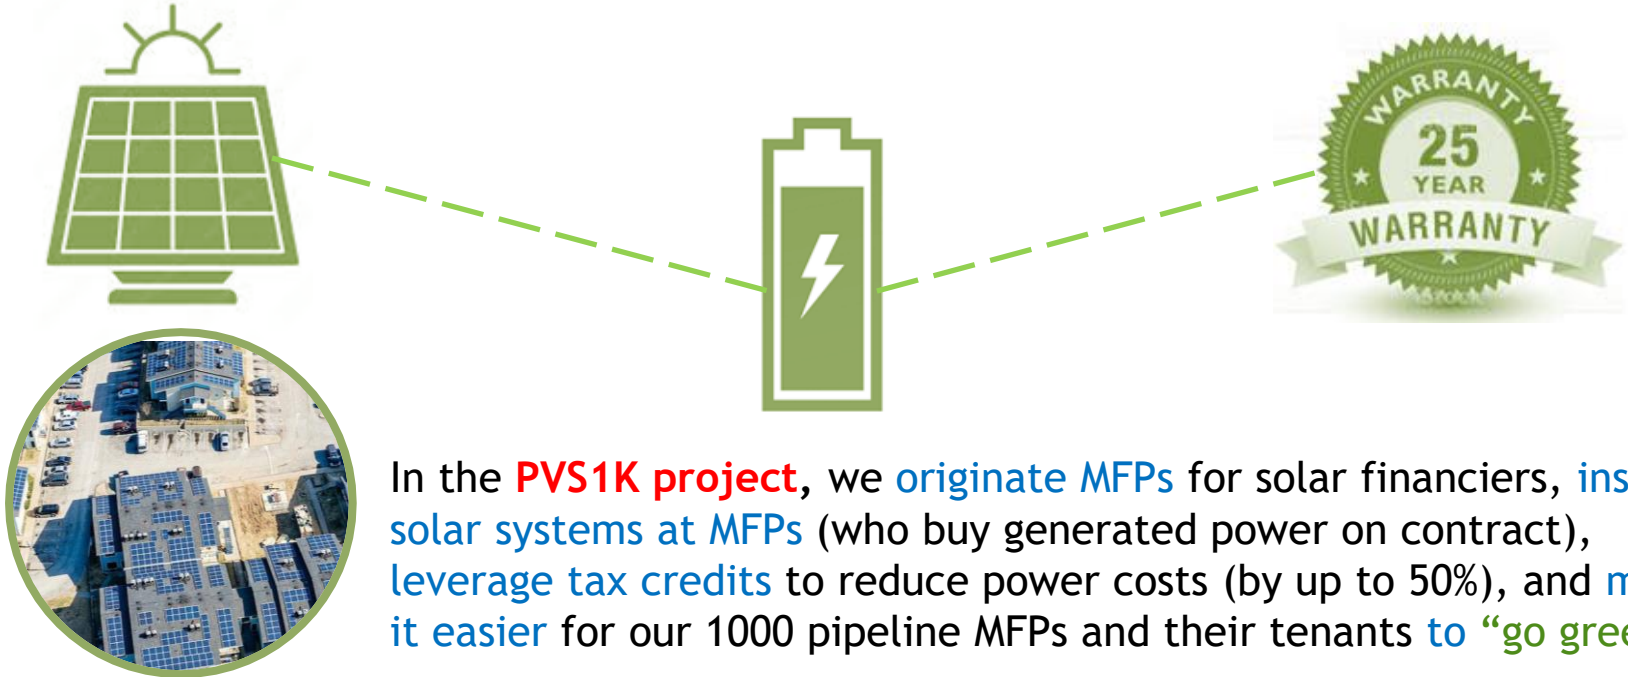 WARRANTY
25
YEAR
WARRANTY
In the PVS1K project, we originate MFPs for solar financiers, ins
solar systems at MFPs (who buy generated power on contract),
leverage tax credits to reduce power costs (by up to 50%), and m
it easier for our 1000 pipeline MFPs and their tenants to “go gree